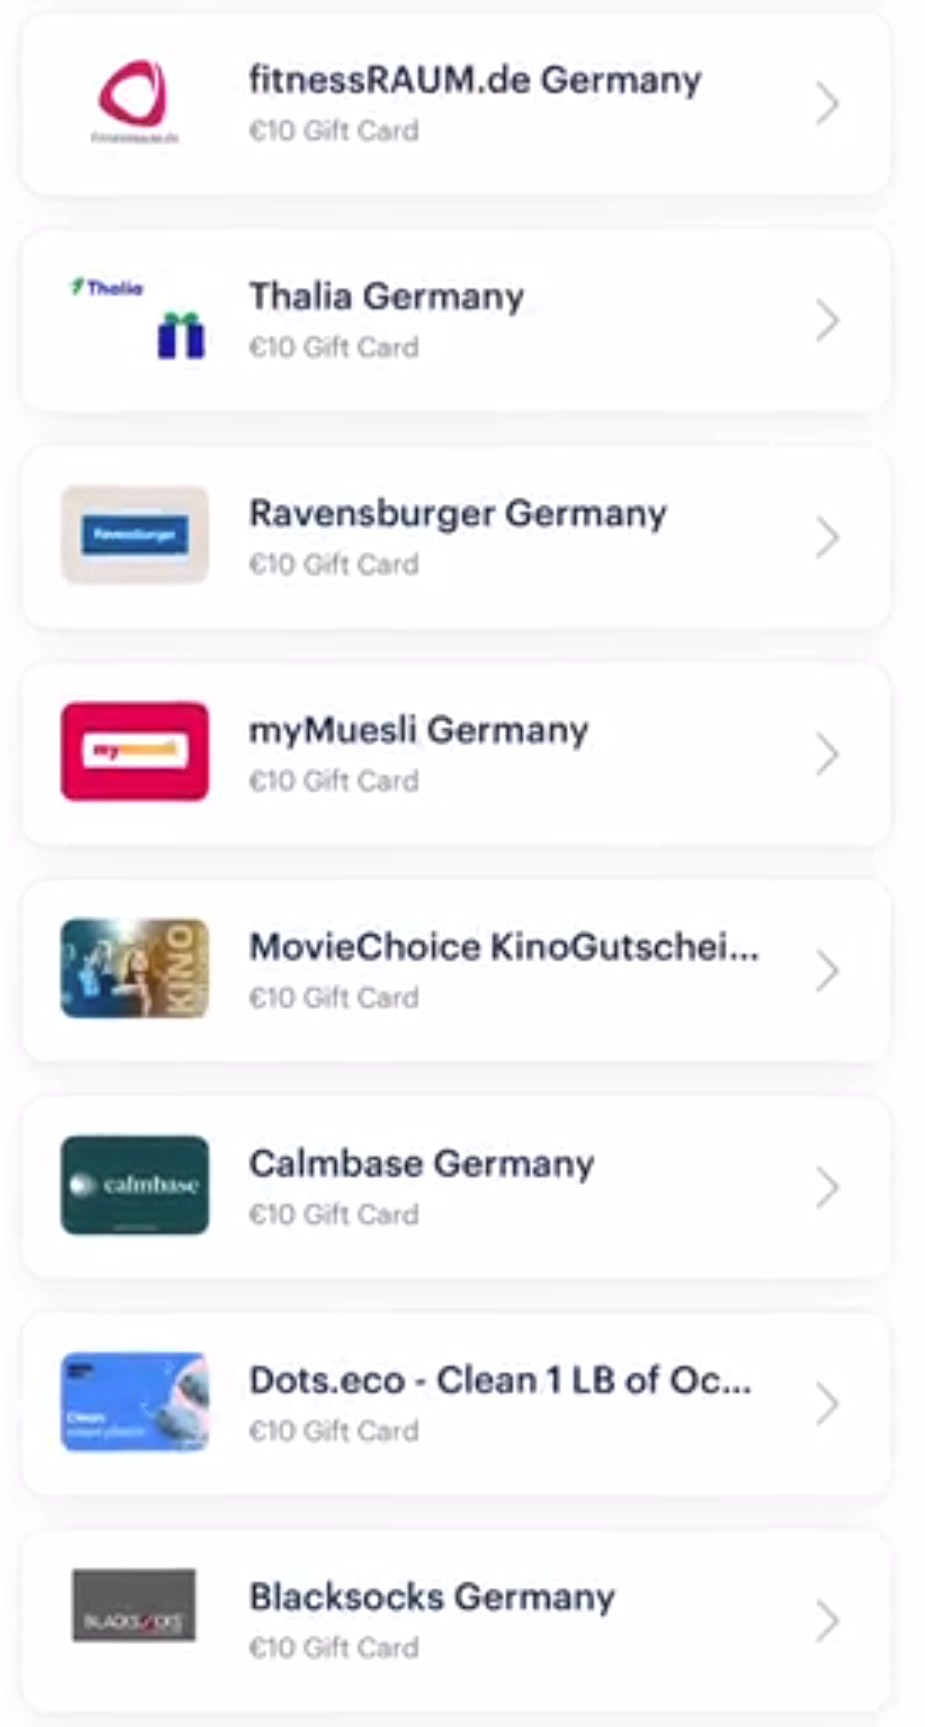 fitnessRAUM.de Germany
€10 Gift Card
Thalia
Thalia Germany
€10 Gift Card
Ravensburger
Ravensburger Germany
€10 Gift Card
mymuesli
myMuesli Germany
€10 Gift Card
KINO
MovieChoice KinoGutschei...
€10 Gift Card
calmbase
Calmbase Germany
€10 Gift Card
Clean
Dots.eco - Clean 1 LB of Oc...
€10 Gift Card
BLACKSOCKS
Blacksocks Germany
€10 Gift Card